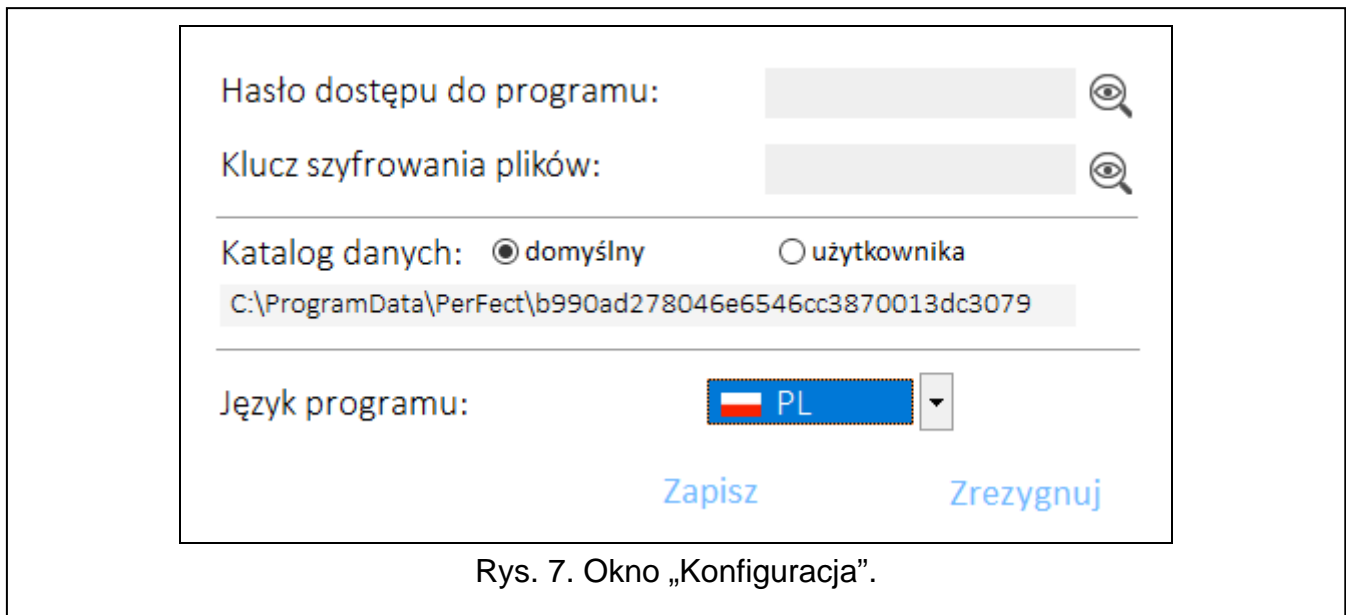 Hasło dostępu do programu:
Klucz szyfrowania plików:
Katalog danych: domyślny użytkownika
C:\ProgramData\PerFect\b990ad278046e6546cc3870013dc3079
Język programu: PL
Zapisz Zrezygnuj
Rys. 7. Okno „Konfiguracja”.